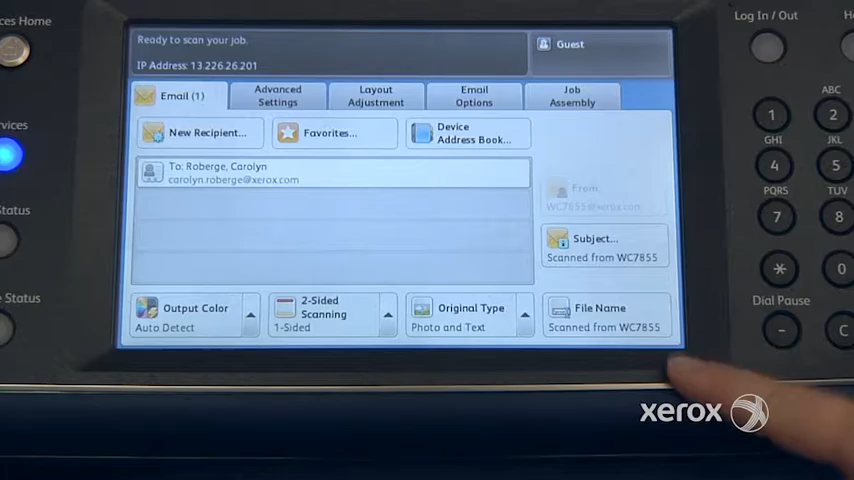 ces Home
Ready to scan your job.
IP Address: 13.226.26.201
Guest
Log In / Out
Email (1)
Advanced
Settings
Layout
Adjustment
Email
Options
Job
Assembly
New Recipient...
Favorites...
Device
Address Book...
To: Roberge, Carolyn
carolyn.roberge@xerox.com
From:
WC7855@xerox.com
Subject...
Scanned from WC7855
Output Color
Auto Detect
2-Sided
Scanning
1-Sided
Original Type
Photo and Text
File Name
Scanned from WC7855
rvices
Status
e Status
ABC
1
2
GHI
JKL
4
5
PQRS
TUV
7
8
*
0
Dial Pause
-
C
xerox